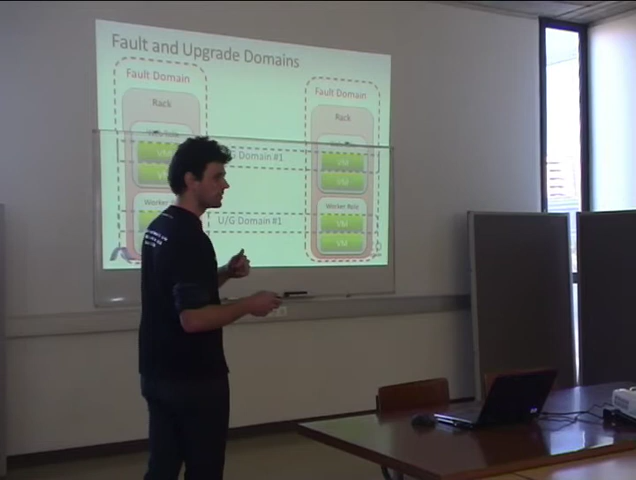 Fault and Upgrade Domains
Fault Domain
Fault Domain
Rack
Rack
VM
VM
VM
VM
Domain #1
Worker
Worker Role
VM
U/G Domain #1
VM